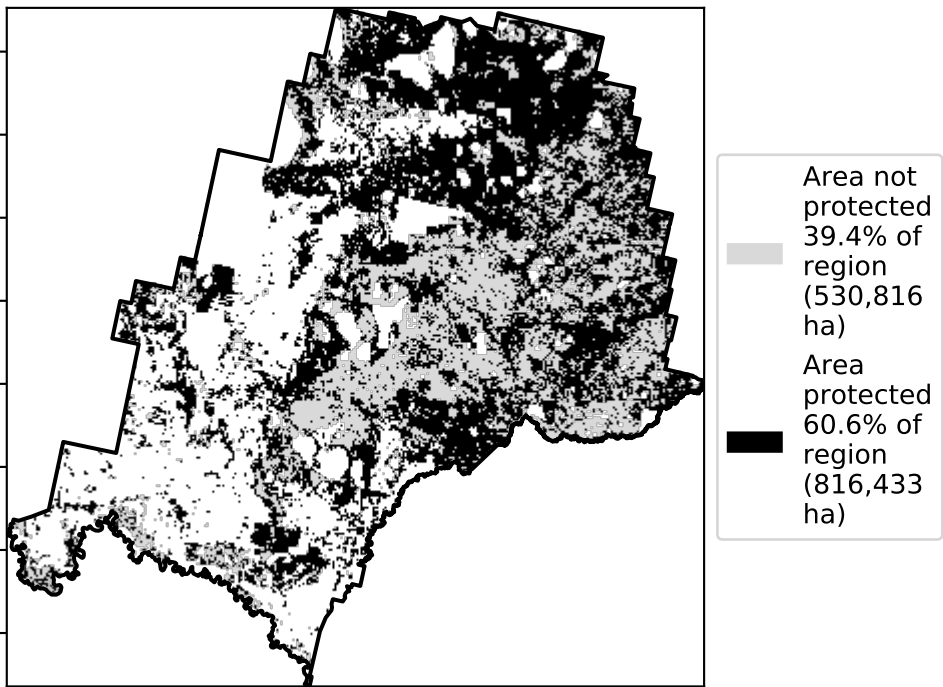 Area not
protected
39.4% of
region
(530,816
ha)
Area
protected
60.6% of
region
(816,433
ha)